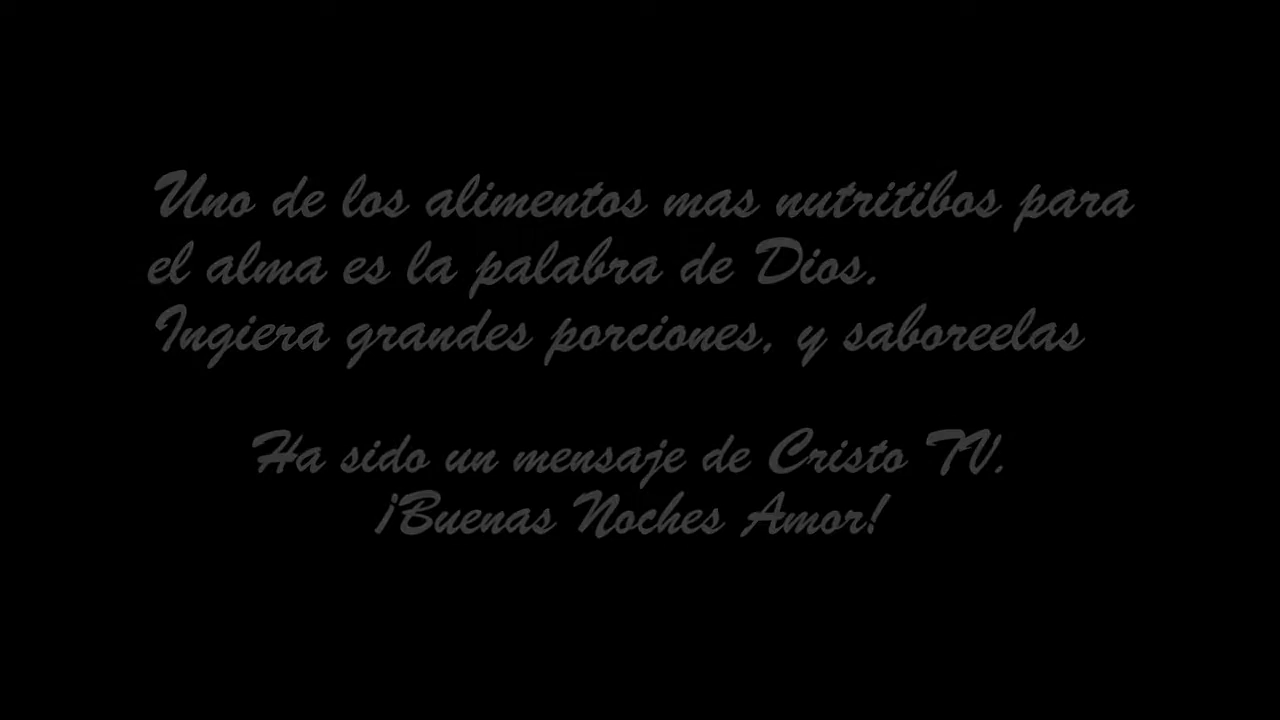 Uno de los alimentos mas nutritibos para
el alma es la palabra de Dios.
Ingiera grandes porciones, y saboreelas
Ha sido un mensaje de Cristo TV.
¡Buenas Noches Amor!